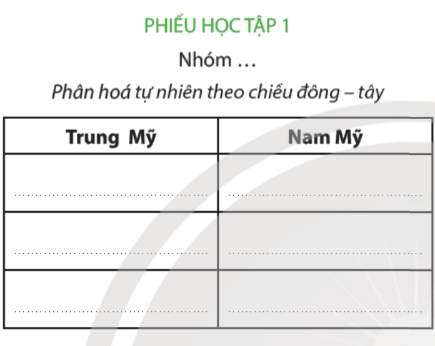 PHIẾU HỌC TẬP 1
Nhóm …
Phân hoá tự nhiên theo chiều đông – tây
Trung Mỹ
Nam Mỹ